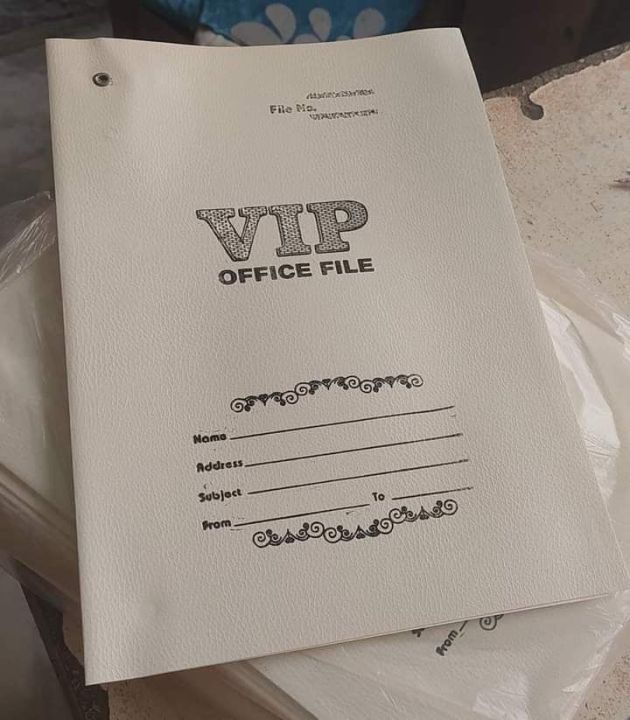 File No.
VIP
OFFICE FILE
Name
Address
Subject
From To
From